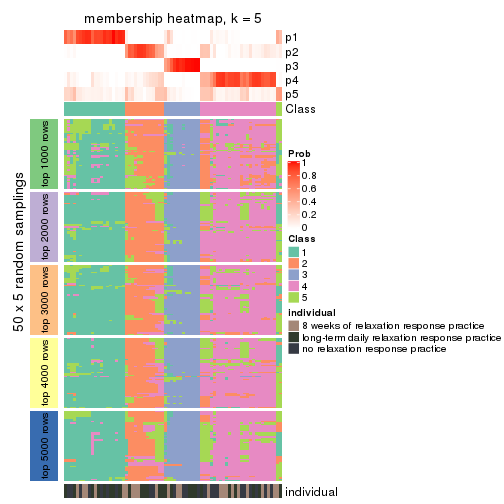 membership heatmap, k = 5
p1
p2
p3
p4
p5
Class
50 x 5 random samplings
top 1000 rows
top 2000 rows
top 3000 rows
top 4000 rows
top 5000 rows
Prob
1
0.8
0.6
0.4
0.2
0
Class
1
2
3
4
5
individual
8 weeks of relaxation response practice
long-term daily relaxation response practice
no relaxation response practice
individual